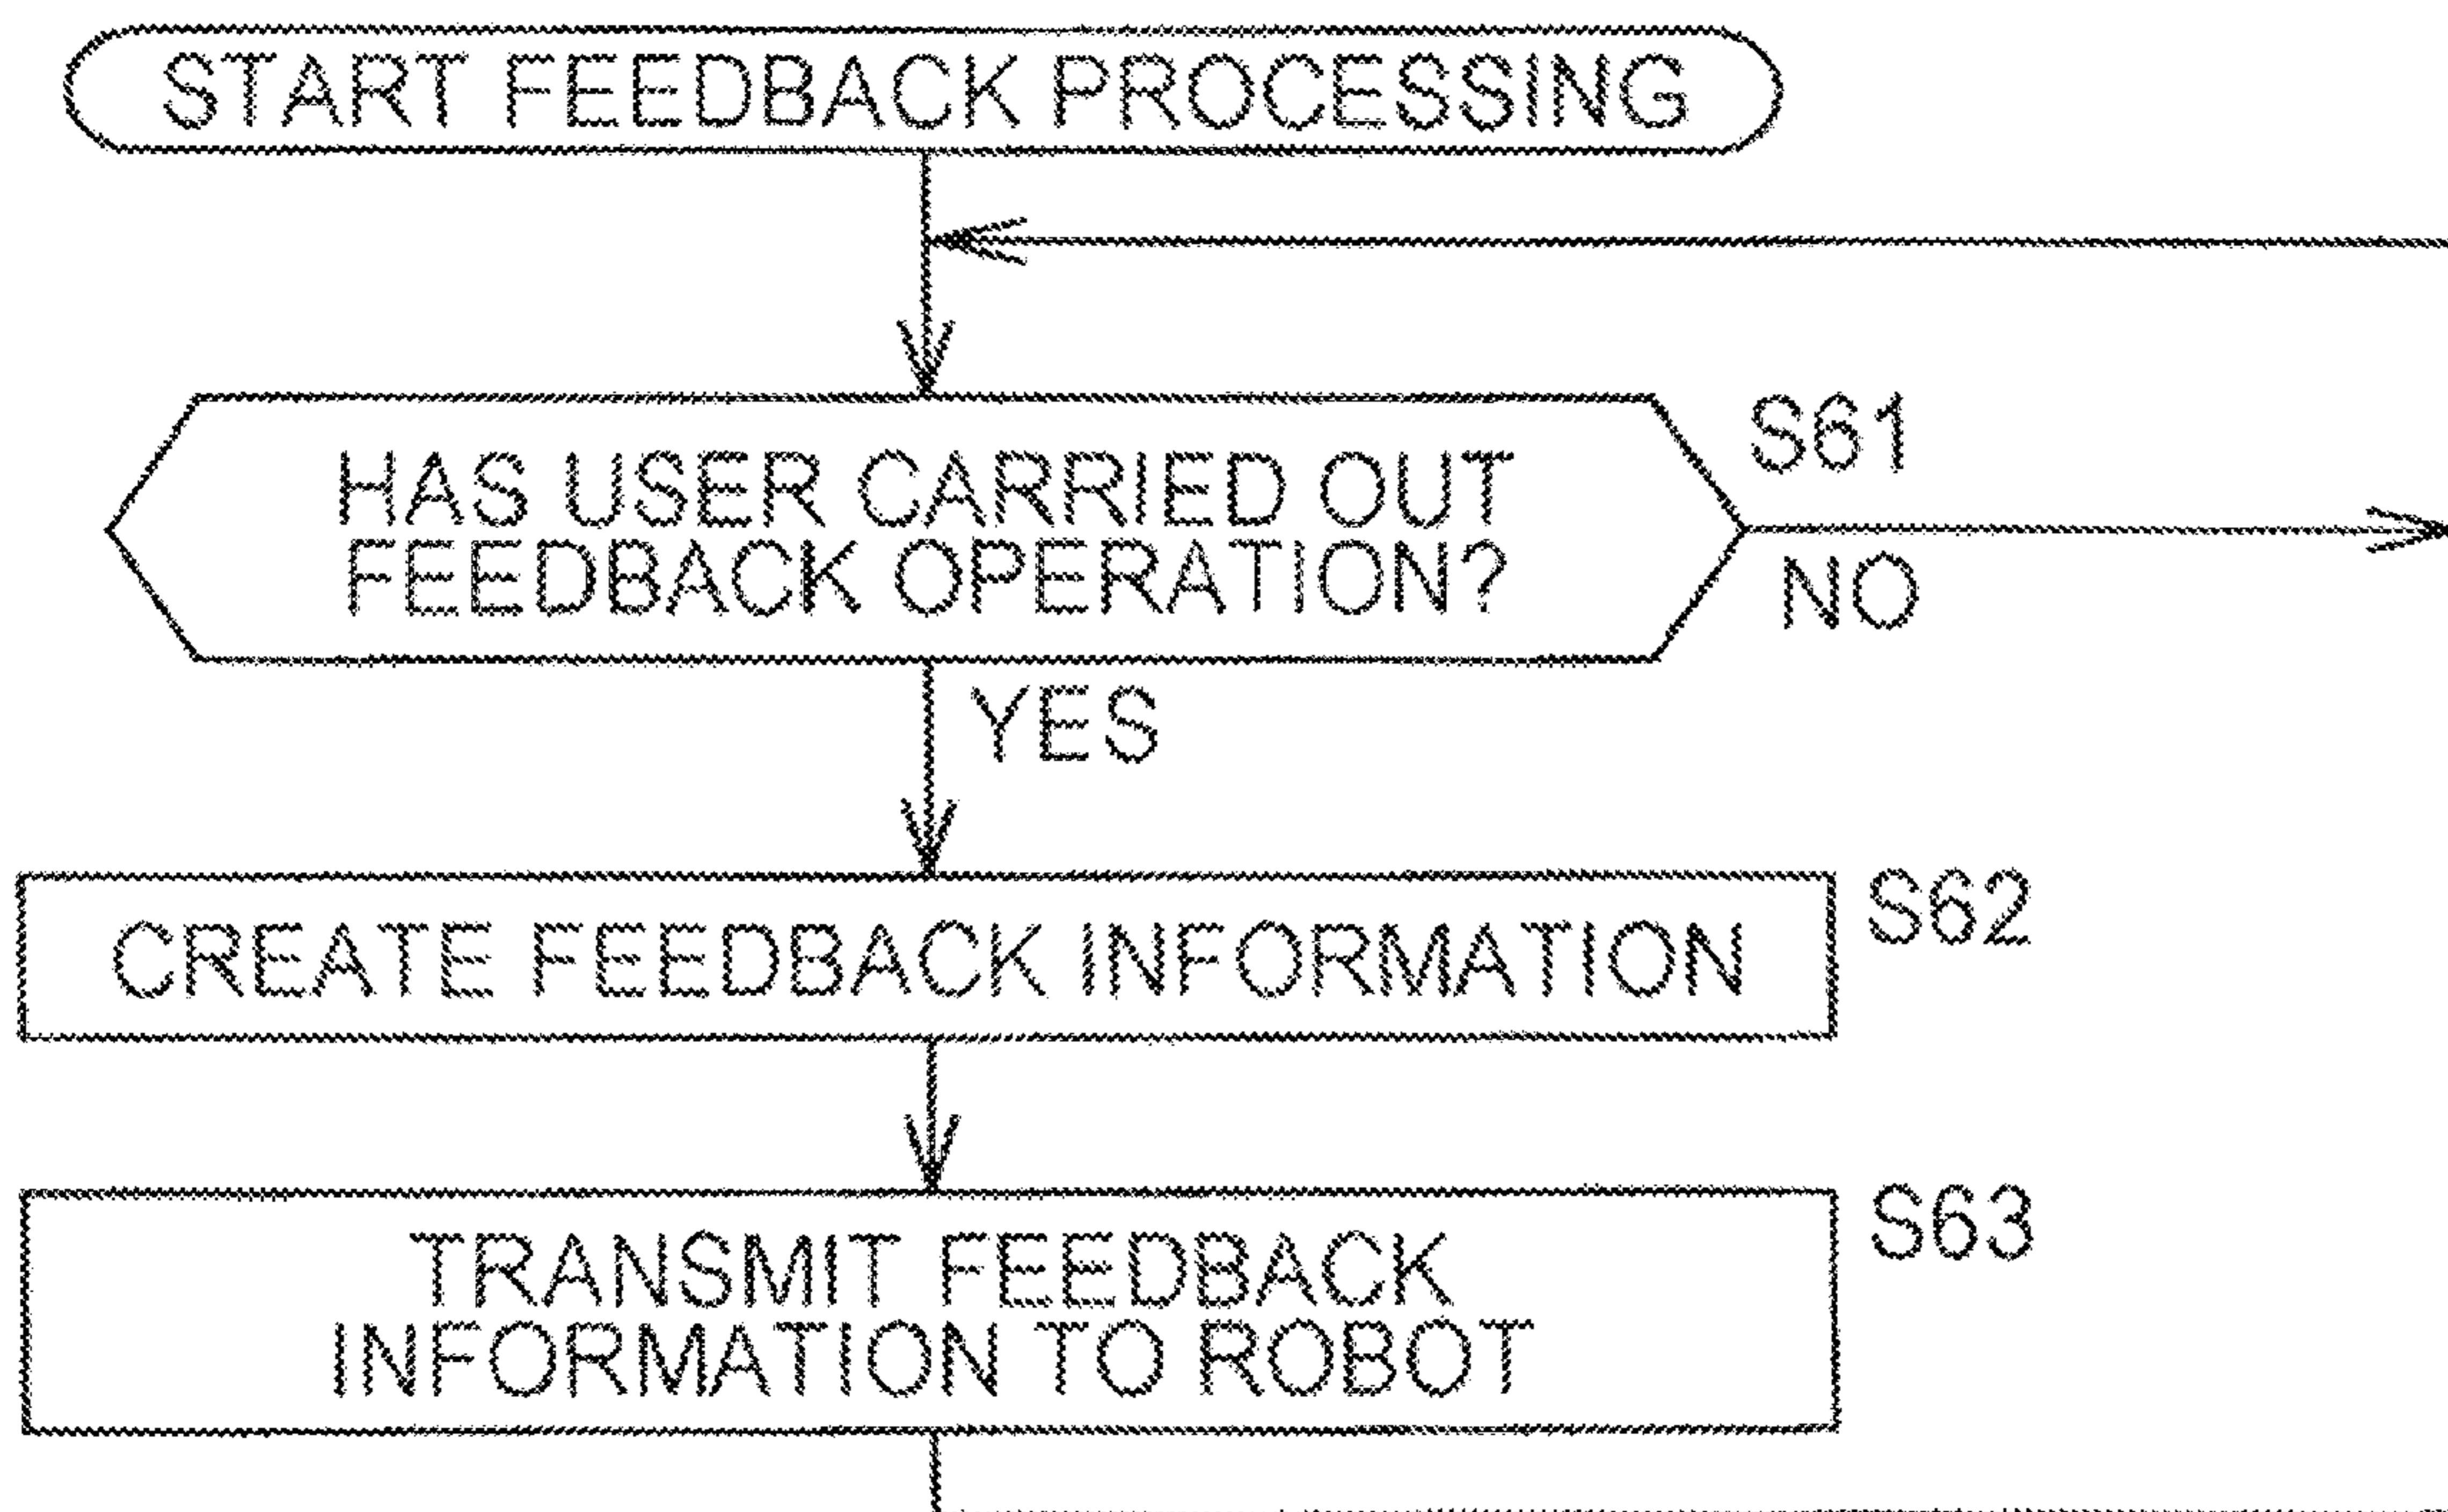 START FEEDBACK PROCESSING
S61
HAS USER CARRIED OUT
FEEDBACK OPERATION?
NO
YES
S62
CREATE FEEDBACK INFORMATION
S63
TRANSMIT FEEDBACK
INFORMATION TO ROBOT